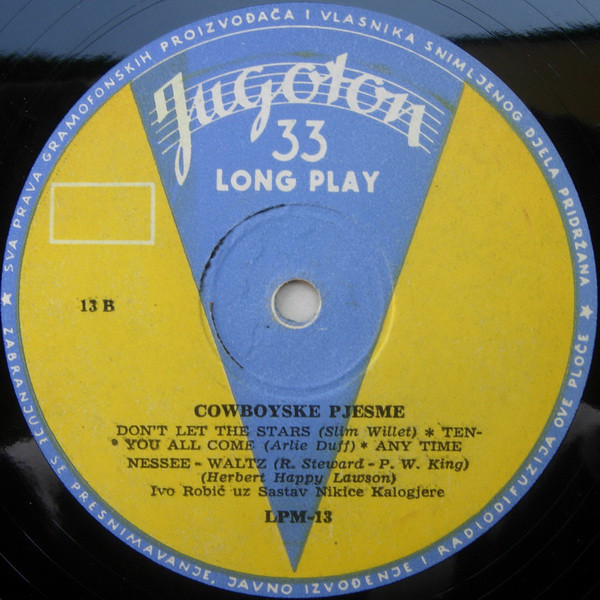 SVA PRAVA GRAMOFONSKIH PROIZVOĐAČA I VLASNIKA SNIMLJENOG DJELA PRIDRŽANA ★
Jugoton
33
LONG PLAY
13 B
COWBOYSKE PJESME
DON'T LET THE STARS (Slim Willet) * TEN-
* YOU ALL COME (Arlie Duff) * ANY TIME
NESSEE - WALTZ (R. Steward - P. W. King)
(Herbert Happy Lawson)
Ivo Robić uz Sastav Nikice Kalogjere
LPM-13
★ ZABRANJUJE SE PRESNIMAVANJE, JAVNO IZVOĐENJE I RADIODIFUZIJA OVE PLOČE